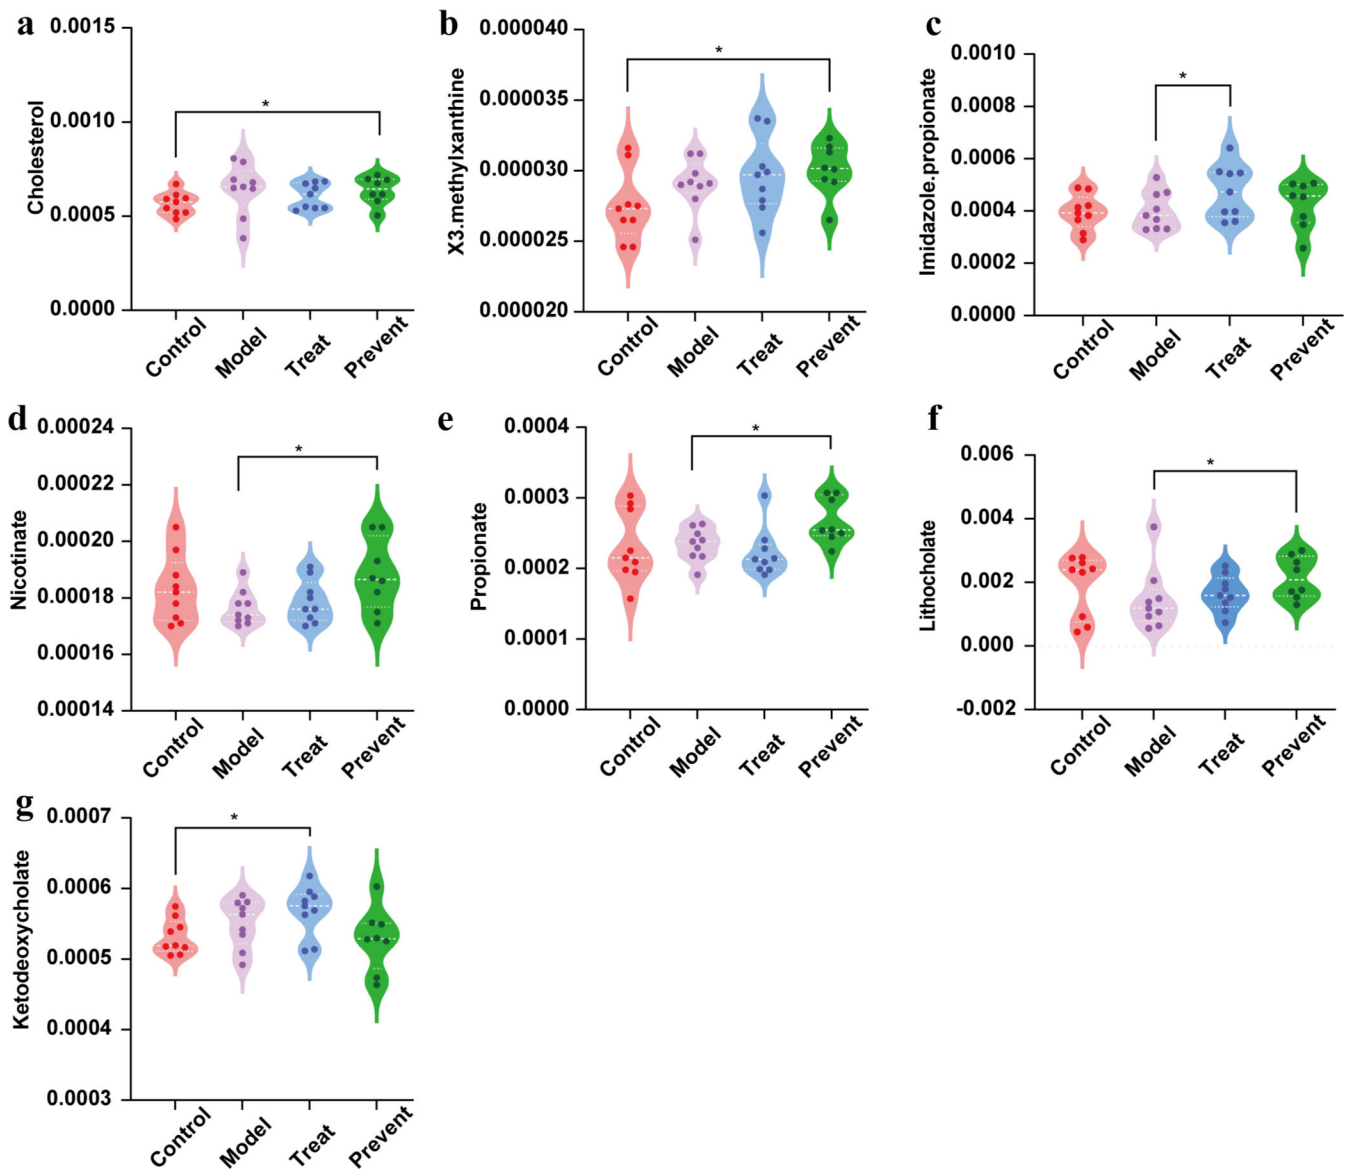 a
Cholesterol
0.0015
0.0010
0.0005
0.0000
*
Control
Model
Treat
Prevent
b
X3.methylxanthine
0.000040
0.000035
0.000030
0.000025
0.000020
*
Control
Model
Treat
Prevent
c
Imidazole.propionate
0.0010
0.0008
0.0006
0.0004
0.0002
0.0000
*
Control
Model
Treat
Prevent
d
Nicotinate
0.00024
0.00022
0.00020
0.00018
0.00016
0.00014
*
Control
Model
Treat
Prevent
e
Propionate
0.0004
0.0003
0.0002
0.0001
0.0000
*
Control
Model
Treat
Prevent
f
Lithocholate
0.006
0.004
0.002
0.000
-0.002
*
Control
Model
Treat
Prevent
g
Ketodeoxycholate
0.0007
0.0006
0.0005
0.0004
0.0003
*
Control
Model
Treat
Prevent